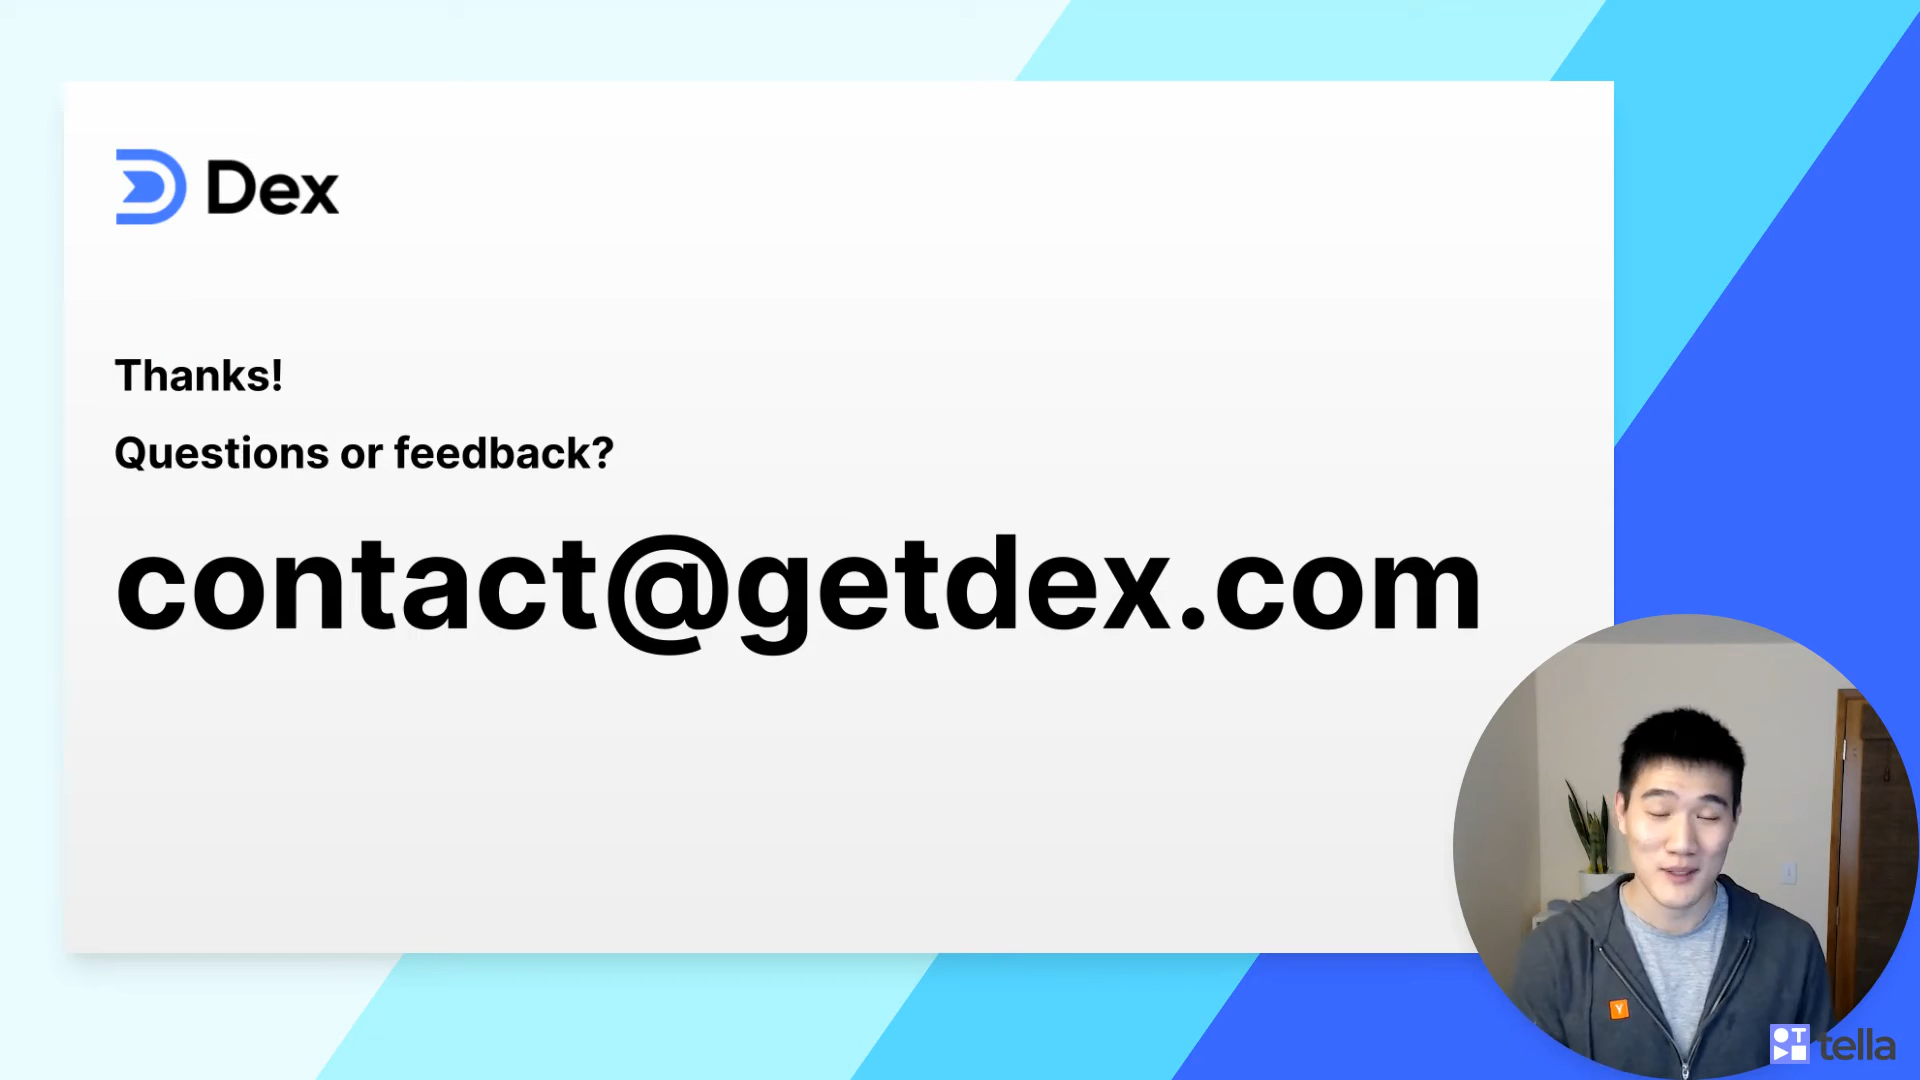 Dex
Thanks!
Questions or feedback?
contact@getdex.com
Y
tella